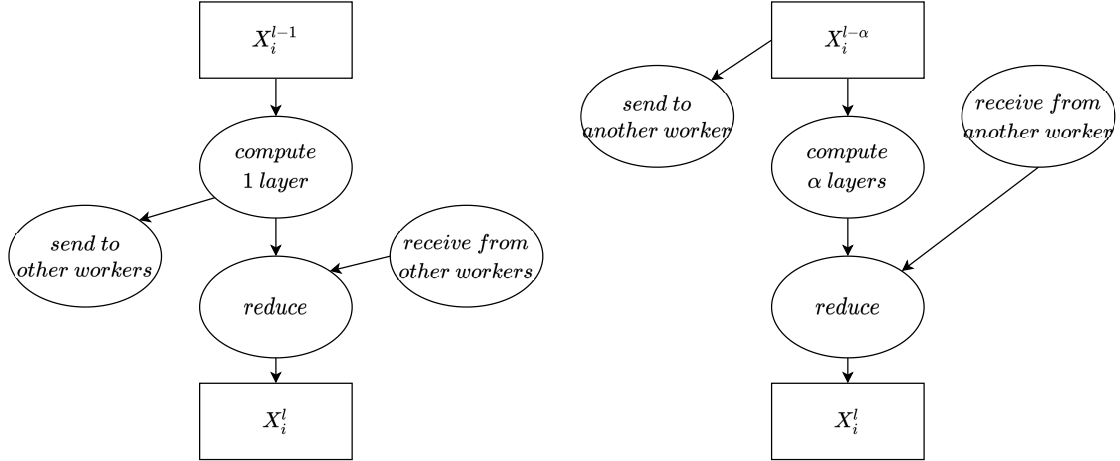 X_i^{l-1}
compute
1 layer
send to
other workers
receive from
other workers
reduce
X_i^l
X_i^{l-α}
send to
another worker
receive from
another worker
compute
α layers
reduce
X_i^l